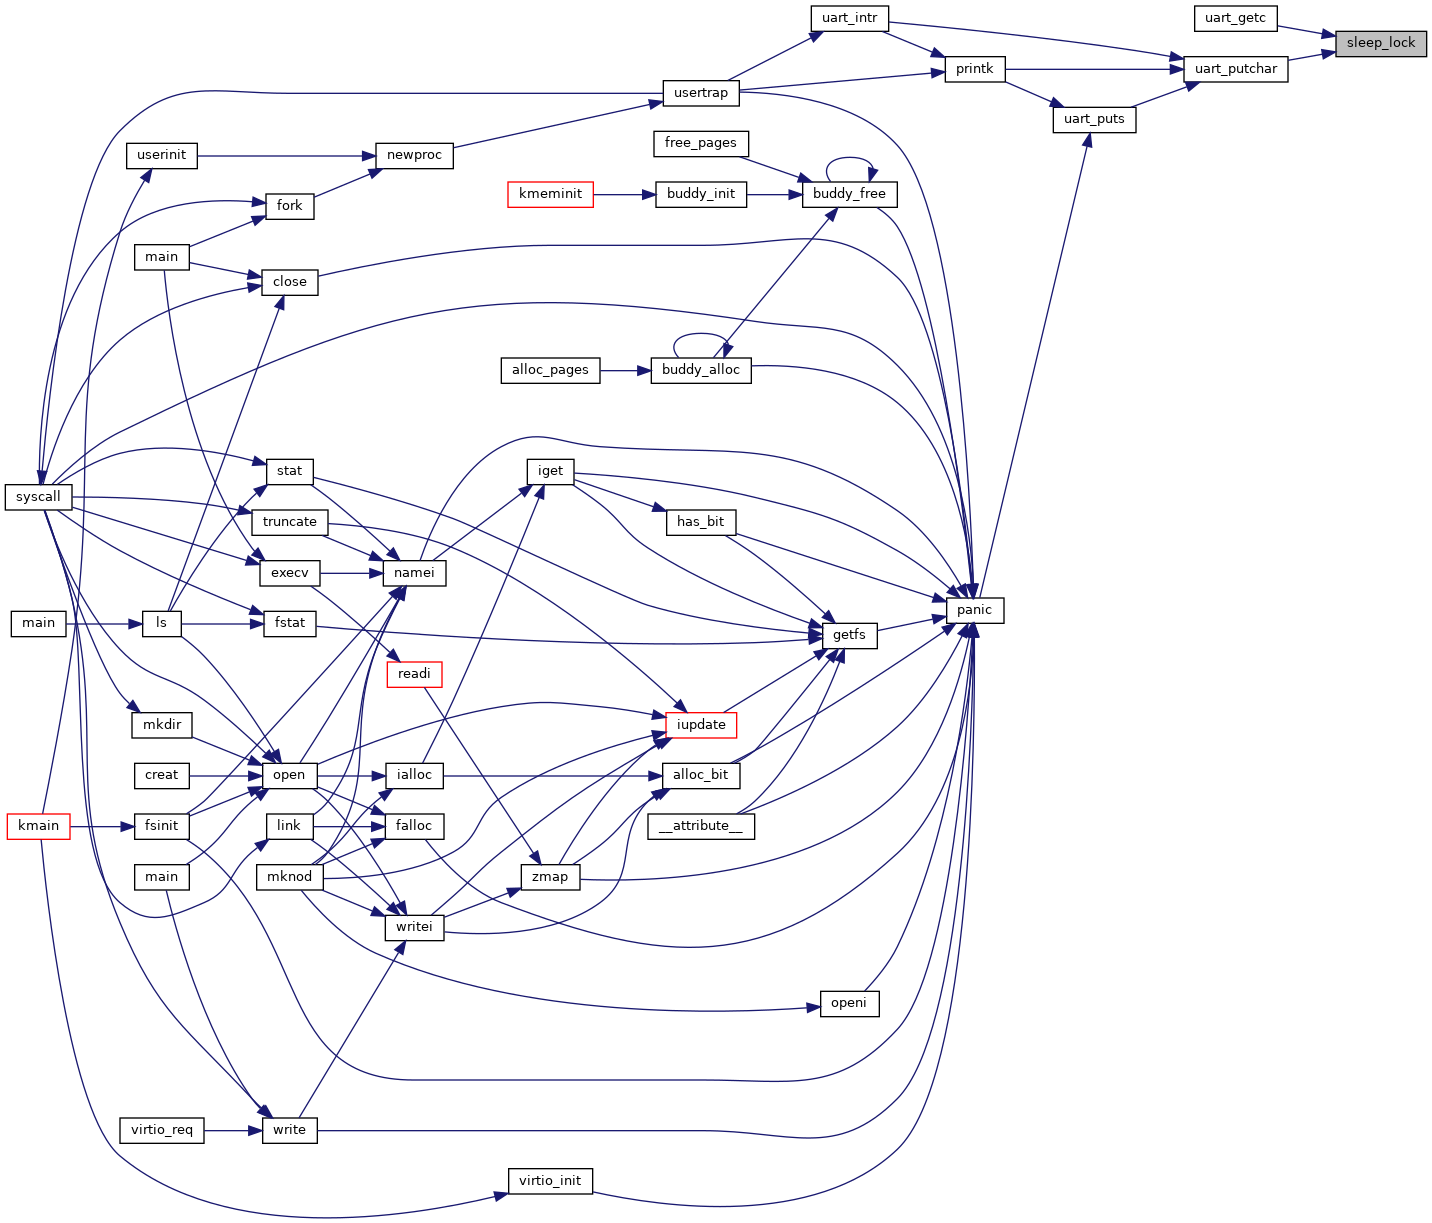 uart_intr
uart_getc
sleep_lock
printk
uart_putchar
usertrap
uart_puts
free_pages
userinit
newproc
kmeminit
buddy_init
buddy_free
fork
main
close
alloc_pages
buddy_alloc
stat
iget
syscall
truncate
has_bit
execv
namei
panic
main
ls
fstat
getfs
readi
mkdir
iupdate
creat
open
ialloc
alloc_bit
kmain
fsinit
link
falloc
__attribute__
main
mknod
zmap
writei
openi
virtio_req
write
virtio_init